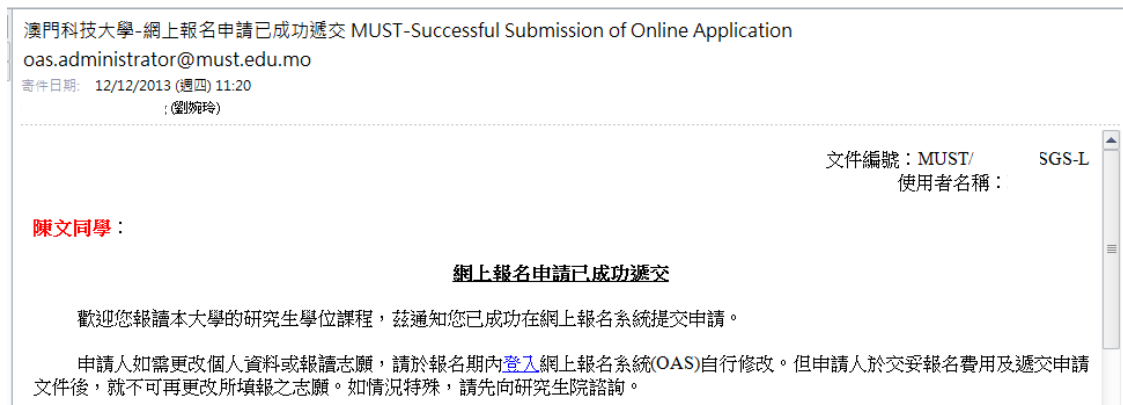 澳門科技大學-網上報名申請已成功遞交 MUST-Successful Submission of Online Application
oas.administrator@must.edu.mo
寄件日期: 12/12/2013 (週四) 11:20
; (劉婉玲)
文件編號：MUST/ SGS-L
使用者名稱：
陳文同學：
網上報名申請已成功遞交
歡迎您報讀本大學的研究生學位課程，茲通知您已成功在網上報名系統提交申請。
申請人如需更改個人資料或報讀志願，請於報名期內登入網上報名系統(OAS)自行修改。但申請人於交妥報名費用及遞交申請
文件後，就不可再更改所填報之志願。如情況特殊，請先向研究生院諮詢。